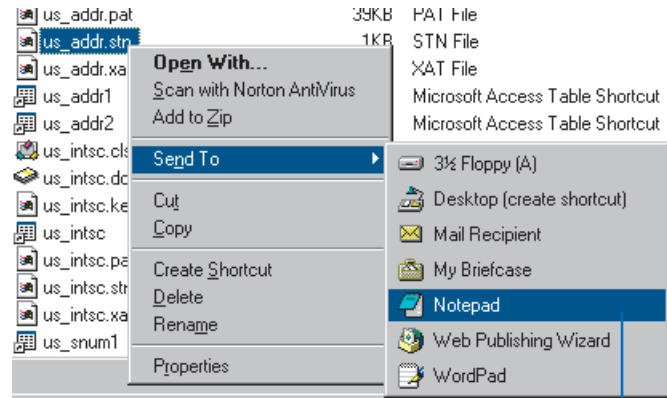 us_addr.pat 39KB PAT File
us_addr.stn 1KB STN File
us_addr.xa XAT File
us_addr1 Microsoft Access Table Shortcut
us_addr2 Microsoft Access Table Shortcut
us_intsc.cls
us_intsc.dc
us_intsc.ke
us_intsc
us_intsc.pa
us_intsc.str
us_intsc.xa
us_snum1
Open With...
Scan with Norton AntiVirus
Add to Zip
Send To
Cut
Copy
Create Shortcut
Delete
Rename
Properties
3½ Floppy (A)
Desktop (create shortcut)
Mail Recipient
My Briefcase
Notepad
Web Publishing Wizard
WordPad